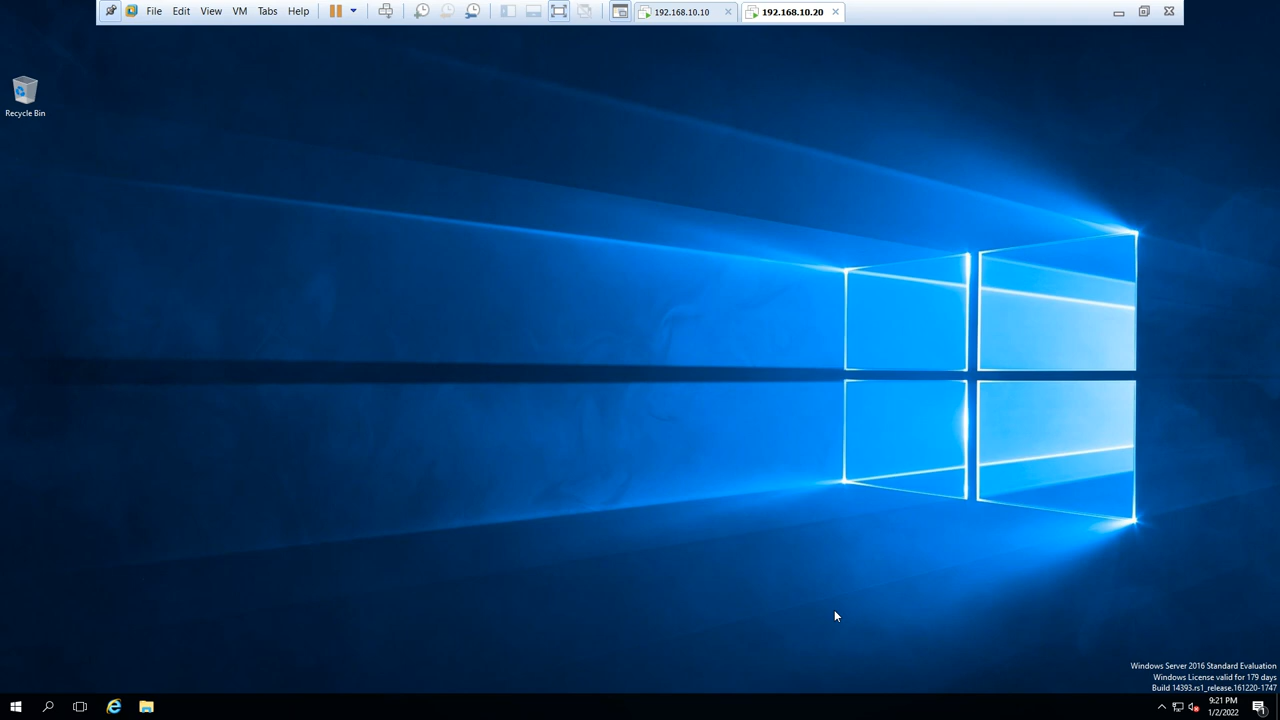 File Edit View VM Tabs Help 192.168.10.10 192.168.10.20
Recycle Bin
Windows Server 2016 Standard Evaluation
Windows License valid for 179 days
Build 14393.rs1_release.161220-1747
9:21 PM
1/2/2022
1